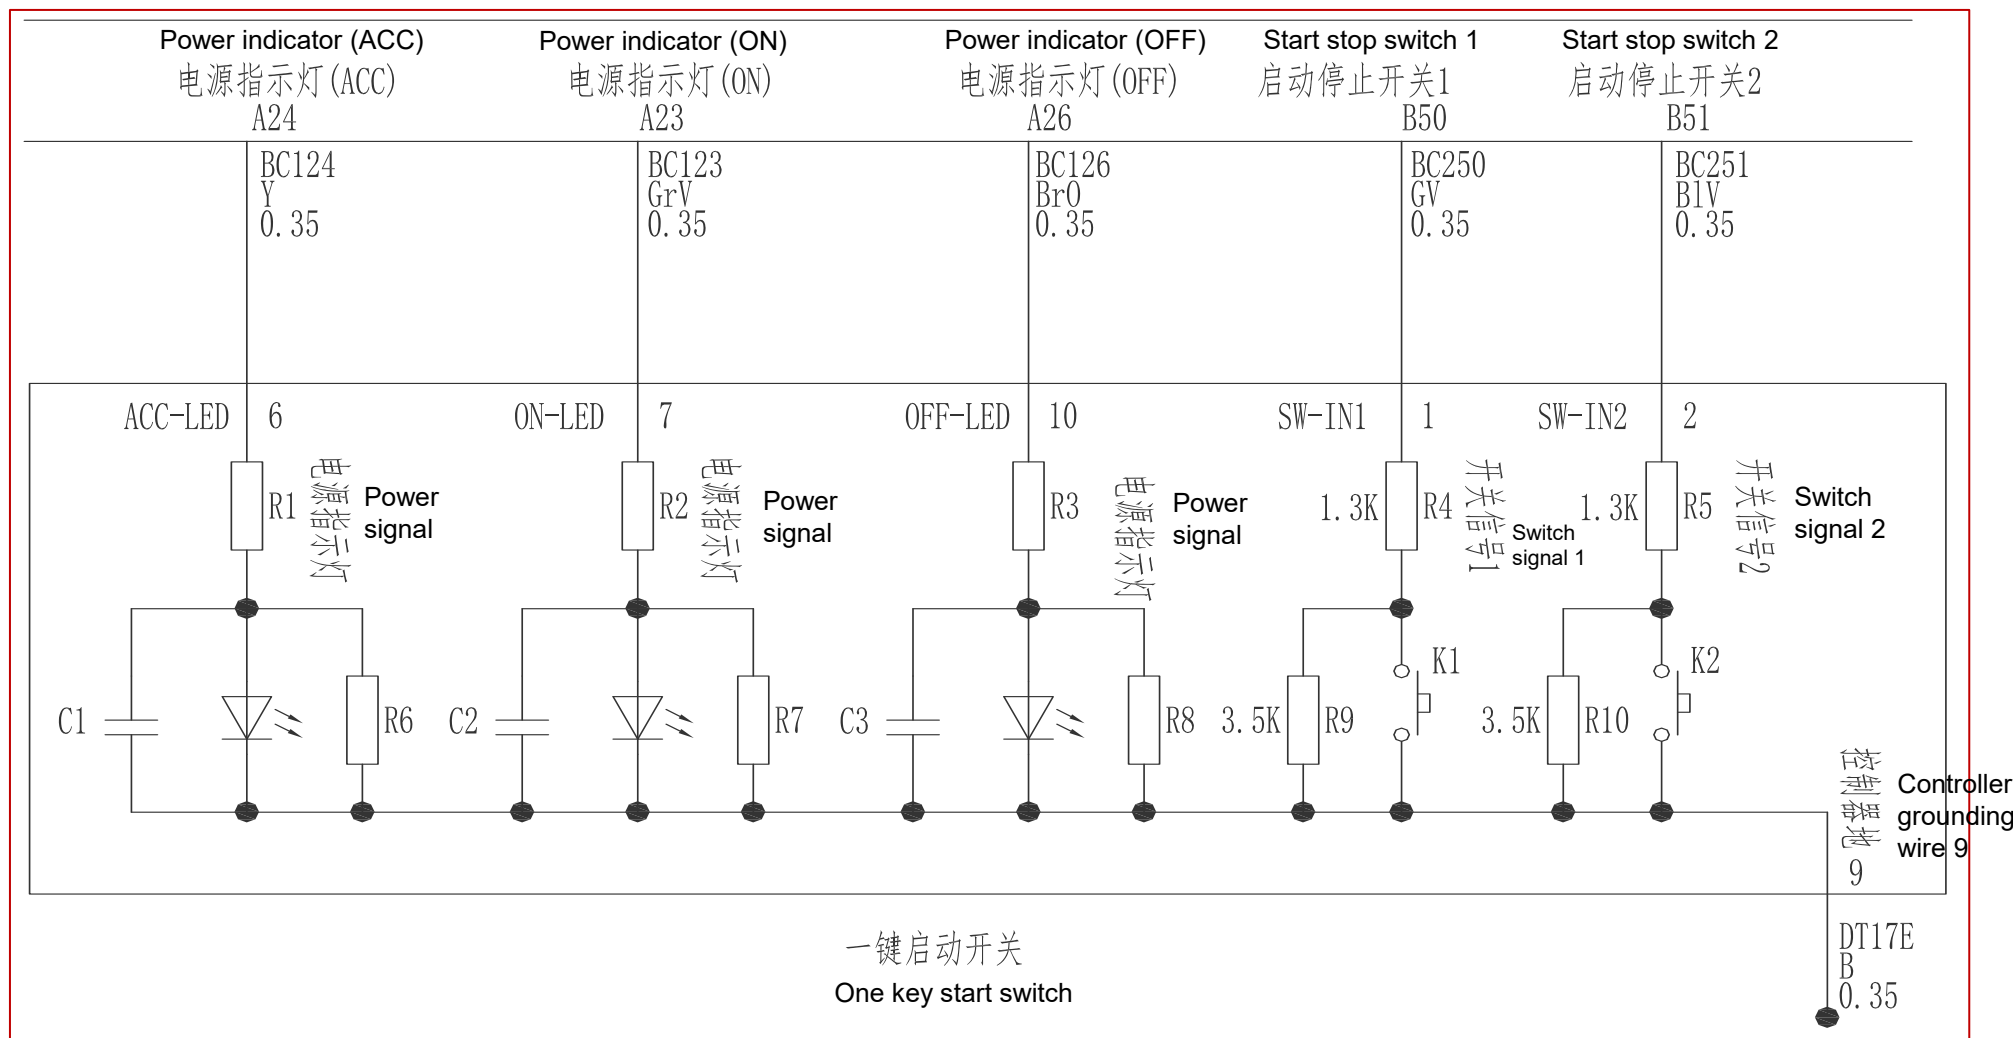 Power indicator (ACC)
电源指示灯(ACC)
A24
Power indicator (ON)
电源指示灯(ON)
A23
Power indicator (OFF)
电源指示灯(OFF)
A26
Start stop switch 1
启动停止开关1
B50
Start stop switch 2
启动停止开关2
B51
BC124
Y
0.35
BC123
GrV
0.35
BC126
BrO
0.35
BC250
GV
0.35
BC251
BlV
0.35
ACC-LED 6
ON-LED 7
OFF-LED 10
SW-IN1 1
SW-IN2 2
R1
电源指示灯
Power
signal
R2
电源指示灯
Power
signal
R3
电源指示灯
Power
signal
1.3K R4
开关信号1
Switch
signal 1
1.3K R5
开关信号2
Switch
signal 2
C1
R6
C2
R7
C3
R8
3.5K R9
K1
3.5K R10
K2
控制器地
9
Controller
grounding
wire 9
一键启动开关
One key start switch
DT17E
B
0.35